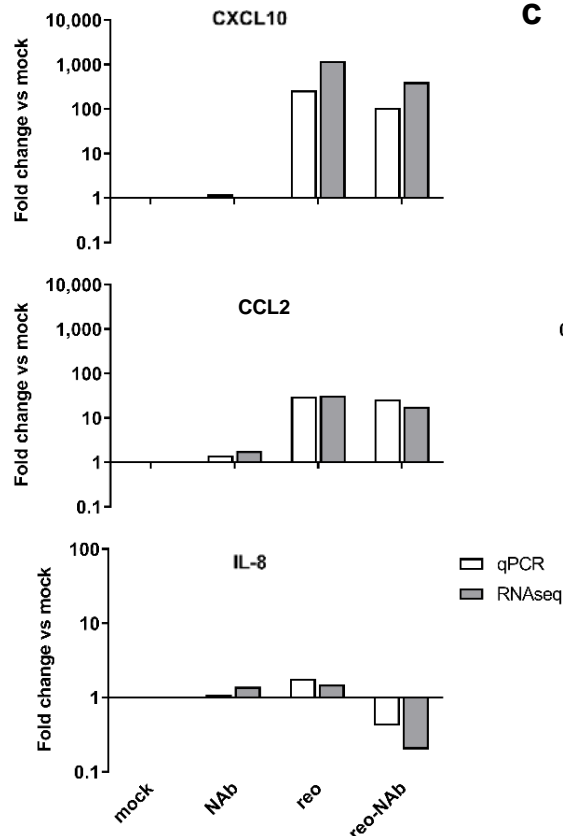 C
CXCL10
Fold change vs mock
10,000
1,000
100
10
1
0.1
CCL2
Fold change vs mock
10,000
1,000
100
10
1
0.1
IL-8
Fold change vs mock
100
10
1
0.1
qPCR
RNAseq
mock
NAb
reo
reo-NAb